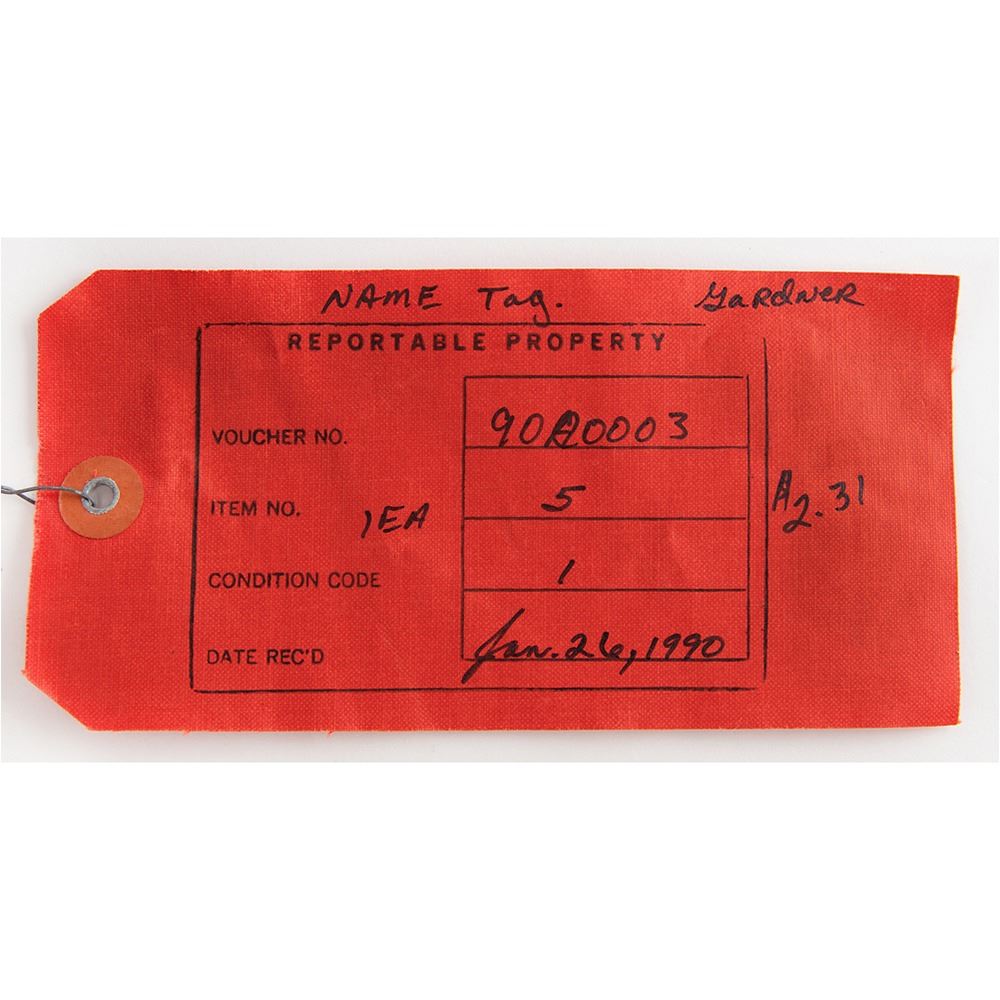 NAME Tag. GaRdNeR
REPORTABLE PROPERTY
VOUCHER NO. 90A0003
ITEM NO. 1EA 5 A2.31
CONDITION CODE 1
DATE REC'D Jan. 26, 1990